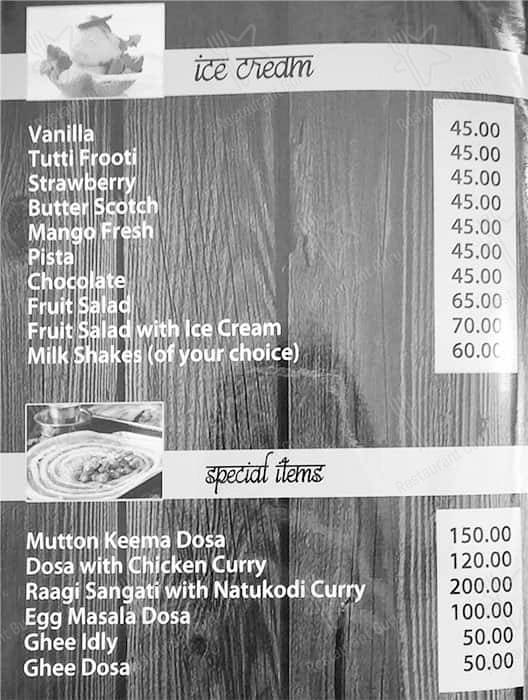 ice cream
Vanilla 45.00
Tutti Frooti 45.00
Strawberry 45.00
Butter Scotch 45.00
Mango Fresh 45.00
Pista 45.00
Chocolate 45.00
Fruit Salad 65.00
Fruit Salad with Ice Cream 70.00
Milk Shakes (of your choice) 60.00
special items
Mutton Keema Dosa 150.00
Dosa with Chicken Curry 120.00
Raagi Sangati with Natukodi Curry 200.00
Egg Masala Dosa 100.00
Ghee Idly 50.00
Ghee Dosa 50.00